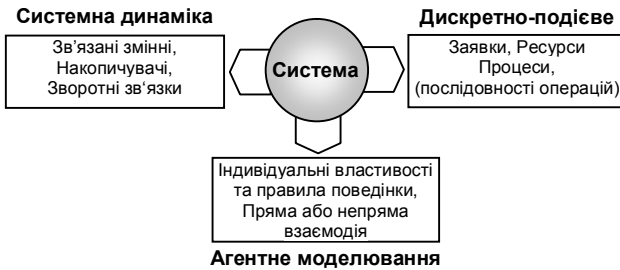 Системна динаміка
Зв’язані змінні,
Накопичувачі,
Зворотні зв‘язки
Система
Дискретно-подієве
Заявки, Ресурси
Процеси,
(послідовності операцій)
Індивідуальні властивості
та правила поведінки,
Пряма або непряма
взаємодія
Агентне моделювання